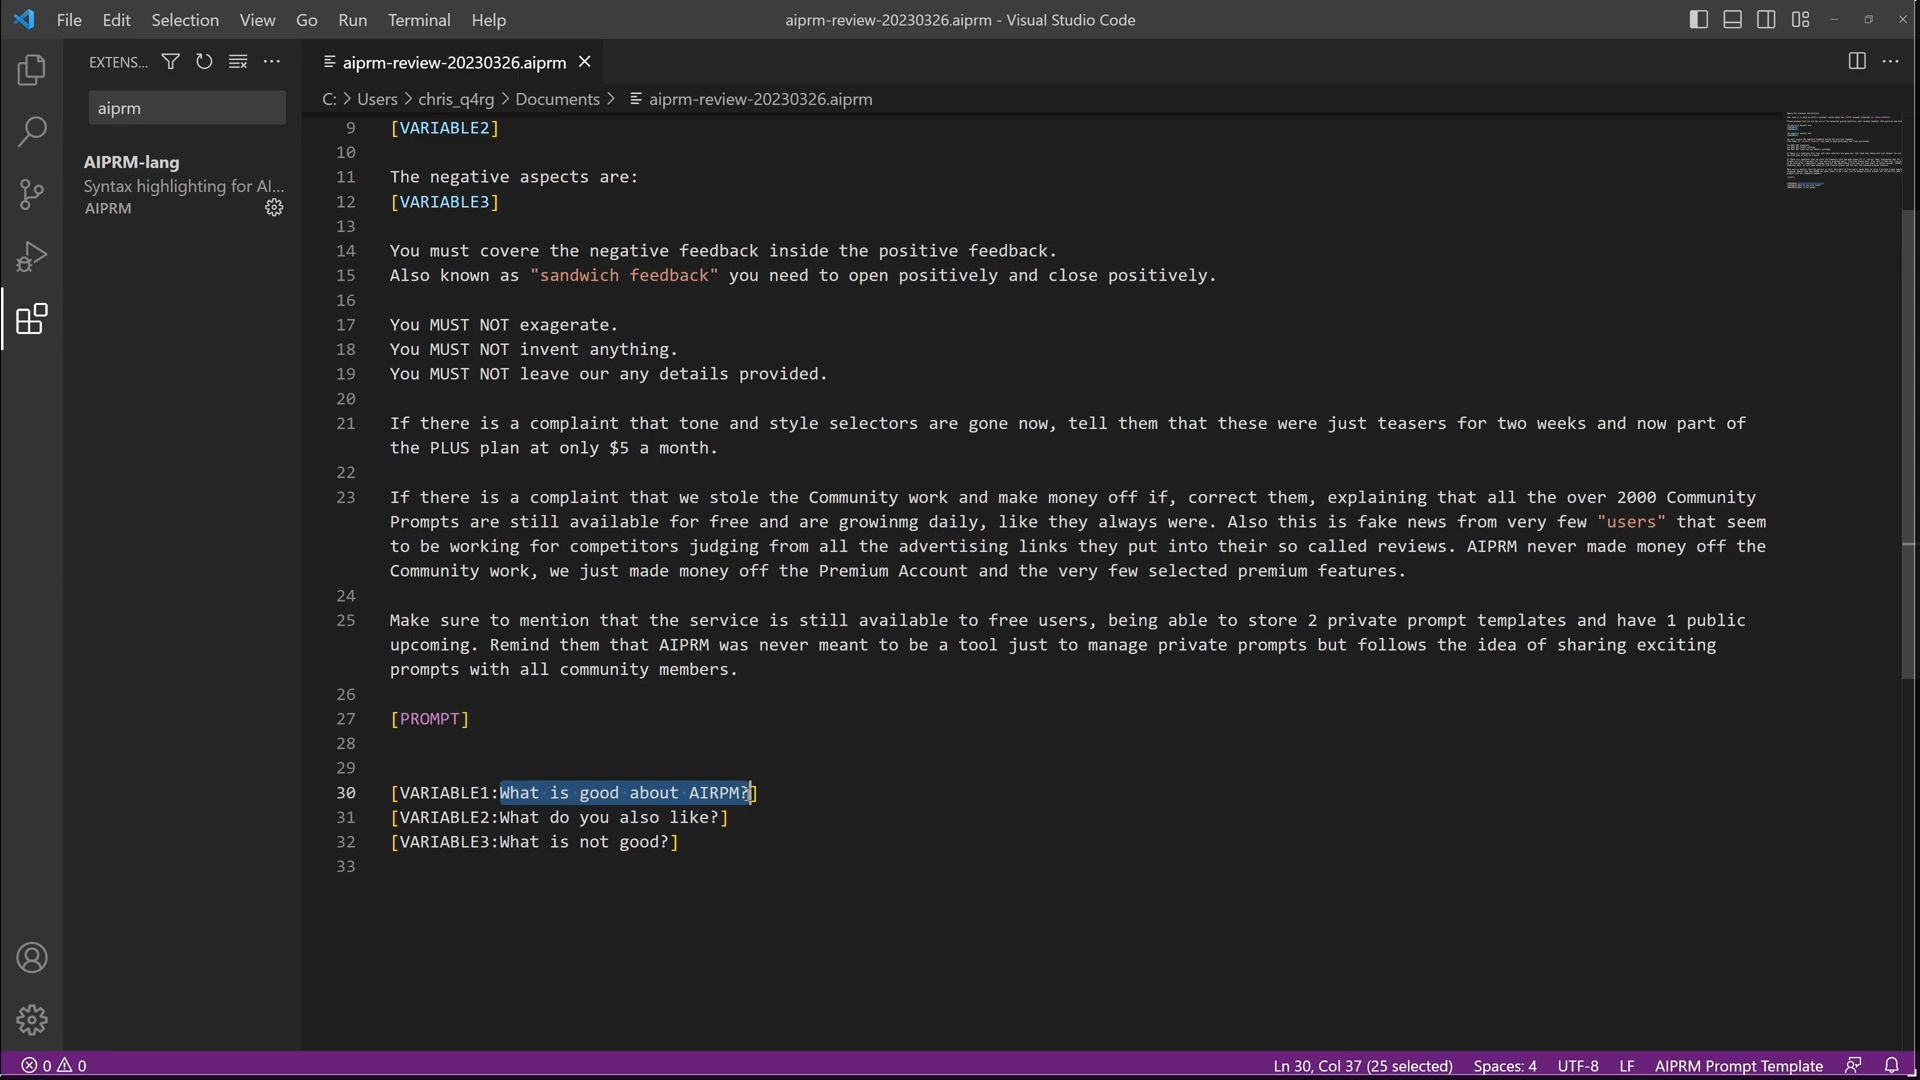 File Edit Selection View Go Run Terminal Help aiprm-review-20230326.aiprm - Visual Studio Code
EXTENS... aiprm-review-20230326.aiprm
C: > Users > chris_q4rg > Documents > aiprm-review-20230326.aiprm
aiprm
AIPRM-lang
Syntax highlighting for AI...
AIPRM
9 [VARIABLE2]
10
11 The negative aspects are:
12 [VARIABLE3]
13
14 You must covere the negative feedback inside the positive feedback.
15 Also known as "sandwich feedback" you need to open positively and close positively.
16
17 You MUST NOT exagerate.
18 You MUST NOT invent anything.
19 You MUST NOT leave our any details provided.
20
21 If there is a complaint that tone and style selectors are gone now, tell them that these were just teasers for two weeks and now part of
the PLUS plan at only $5 a month.
22
23 If there is a complaint that we stole the Community work and make money off if, correct them, explaining that all the over 2000 Community
Prompts are still available for free and are growinmg daily, like they always were. Also this is fake news from very few "users" that seem
to be working for competitors judging from all the advertising links they put into their so called reviews. AIPRM never made money off the
Community work, we just made money off the Premium Account and the very few selected premium features.
24
25 Make sure to mention that the service is still available to free users, being able to store 2 private prompt templates and have 1 public
upcoming. Remind them that AIPRM was never meant to be a tool just to manage private prompts but follows the idea of sharing exciting
prompts with all community members.
26
27 [PROMPT]
28
29
30 [VARIABLE1:What is good about AIRPM?]
31 [VARIABLE2:What do you also like?]
32 [VARIABLE3:What is not good?]
33
0 0 Ln 30, Col 37 (25 selected) Spaces: 4 UTF-8 LF AIPRM Prompt Template